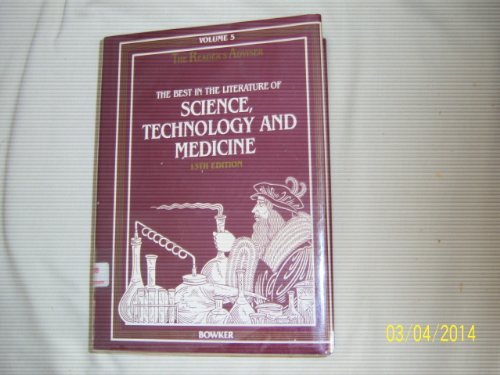 VOLUME 5
THE READER'S ADVISER
THE BEST IN THE LITERATURE OF
SCIENCE,
TECHNOLOGY AND
MEDICINE
13TH EDITION
BOWKER
03/04/2014